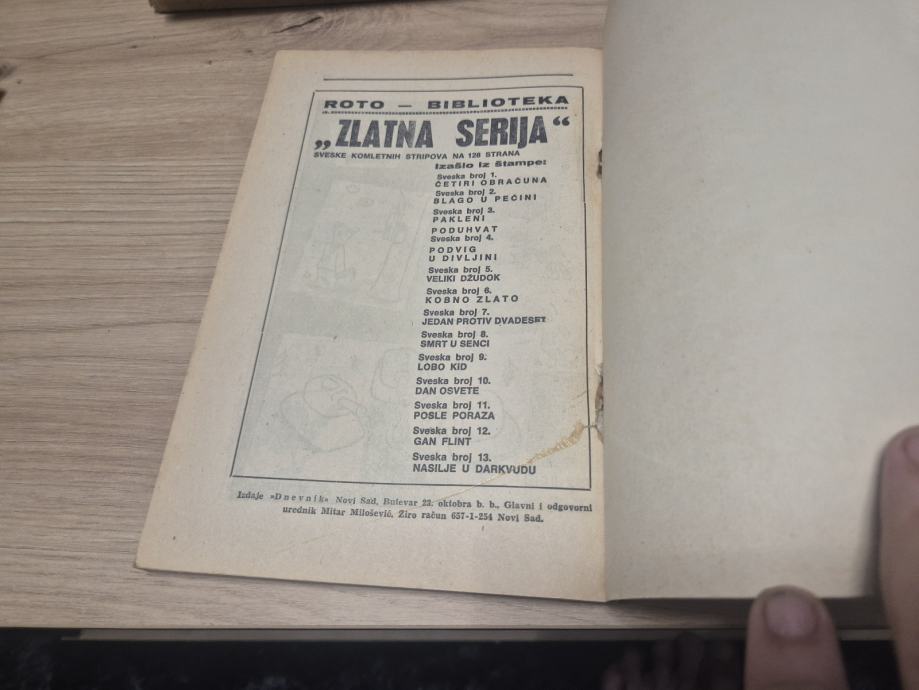 ROTO — BIBLIOTEKA
„ZLATNA SERIJA“
SVESKE KOMLETNIH STRIPOVA NA 128 STRANA
Izašlo iz štampe:
Sveska broj 1.
ČETIRI OBRAČUNA
Sveska broj 2.
BLAGO U PEĆINI
Sveska broj 3.
PAKLENI
PODUHVAT
Sveska broj 4.
PODVIG
U DIVLJINI
Sveska broj 5.
VELIKI DŽUDOK
Sveska broj 6.
KOBNO ZLATO
Sveska broj 7.
JEDAN PROTIV DVADESET
Sveska broj 8.
SMRT U SENCI
Sveska broj 9.
LOBO KID
Sveska broj 10.
DAN OSVETE
Sveska broj 11.
POSLE PORAZA
Sveska broj 12.
GAN FLINT
Sveska broj 13.
NASILJE U DARKVUDU
Izdaje »Dnevnik« Novi Sad, Bulevar 23. oktobra b. b., Glavni i odgovorni
urednik Mitar Milošević, Žiro račun 657-1-254 Novi Sad.